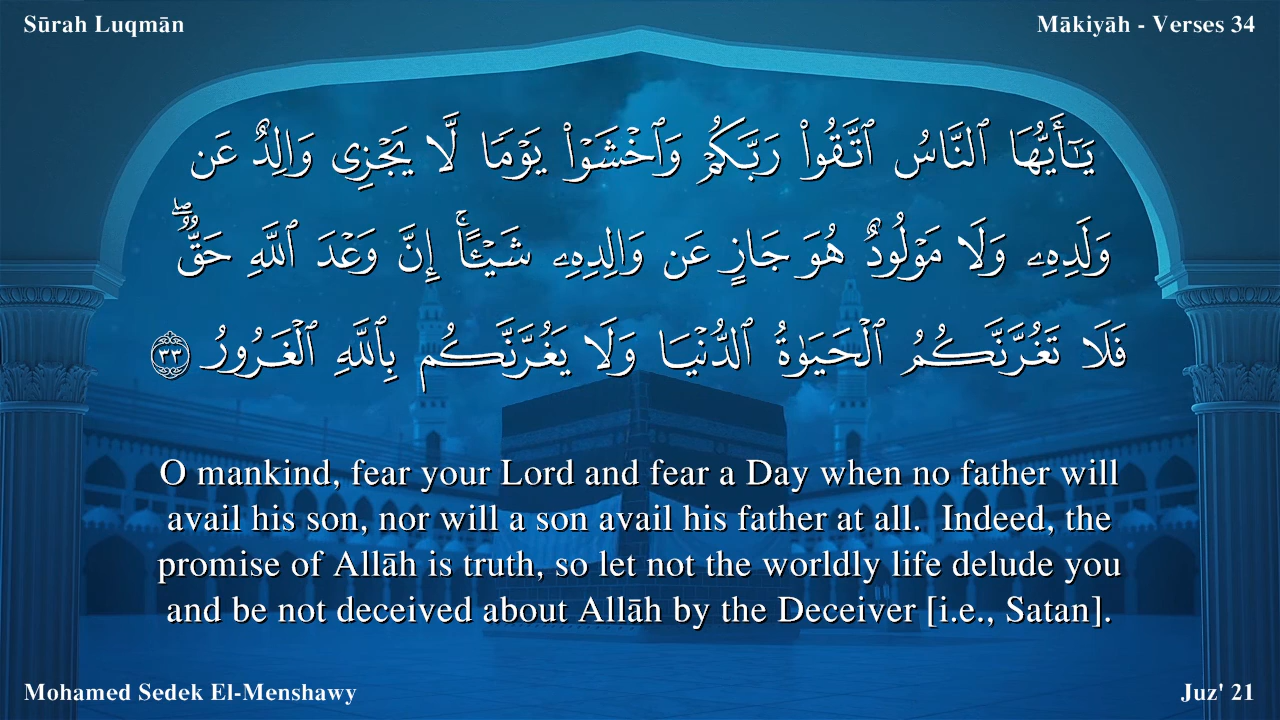 Sūrah Luqmān
Mākiyāh - Verses 34
يَـٰٓأَيُّهَا ٱلنَّاسُ ٱتَّقُوا۟ رَبَّكُمْ وَٱخْشَوْا۟ يَوْمًا لَّا يَجْزِى وَالِدٌ عَن
وَلَدِهِۦ وَلَا مَوْلُودٌ هُوَ جَازٍ عَن وَالِدِهِۦ شَيْـًٔا ۚ إِنَّ وَعْدَ ٱللَّهِ حَقٌّ ۖ
فَلَا تَغُرَّنَّكُمُ ٱلْحَيَوٰةُ ٱلدُّنْيَا وَلَا يَغُرَّنَّكُم بِٱللَّهِ ٱلْغَرُورُ ٣٣
O mankind, fear your Lord and fear a Day when no father will
avail his son, nor will a son avail his father at all. Indeed, the
promise of Allāh is truth, so let not the worldly life delude you
and be not deceived about Allāh by the Deceiver [i.e., Satan].
Mohamed Sedek El-Menshawy
Juz' 21